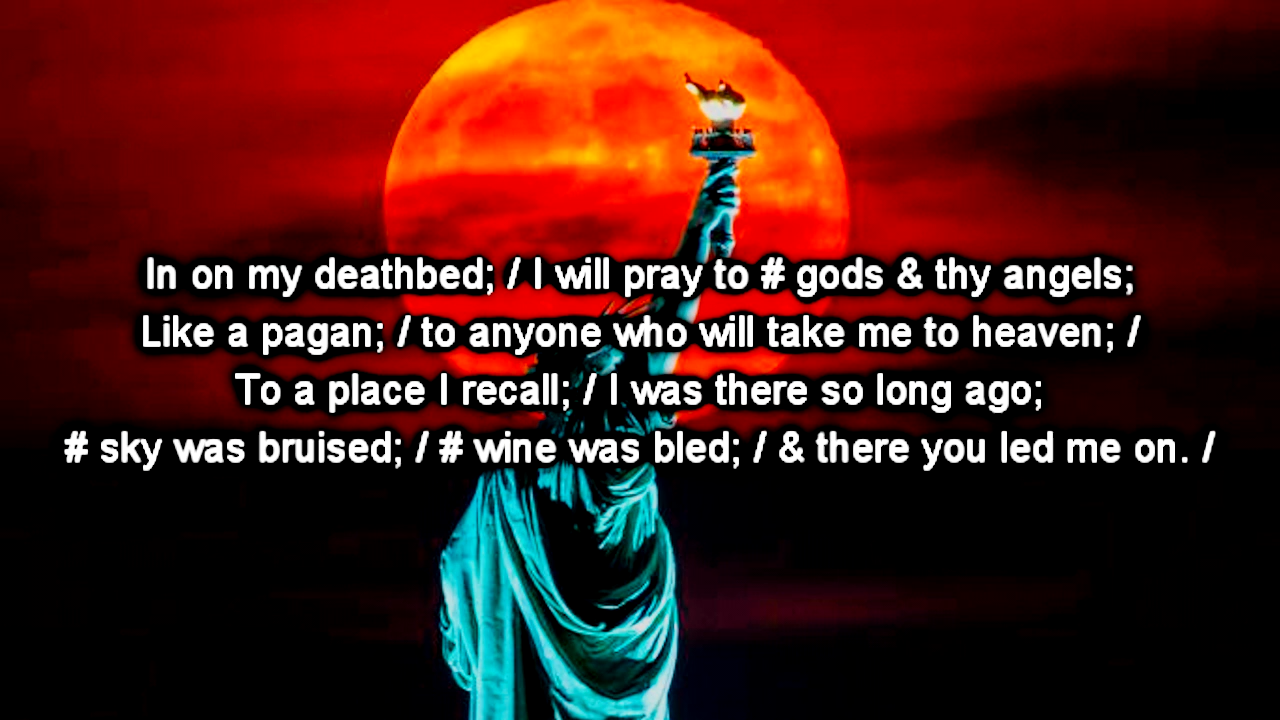 In on my deathbed; / I will pray to # gods & thy angels;
Like a pagan; / to anyone who will take me to heaven; /
To a place I recall; / I was there so long ago;
# sky was bruised; / # wine was bled; / & there you led me on. /